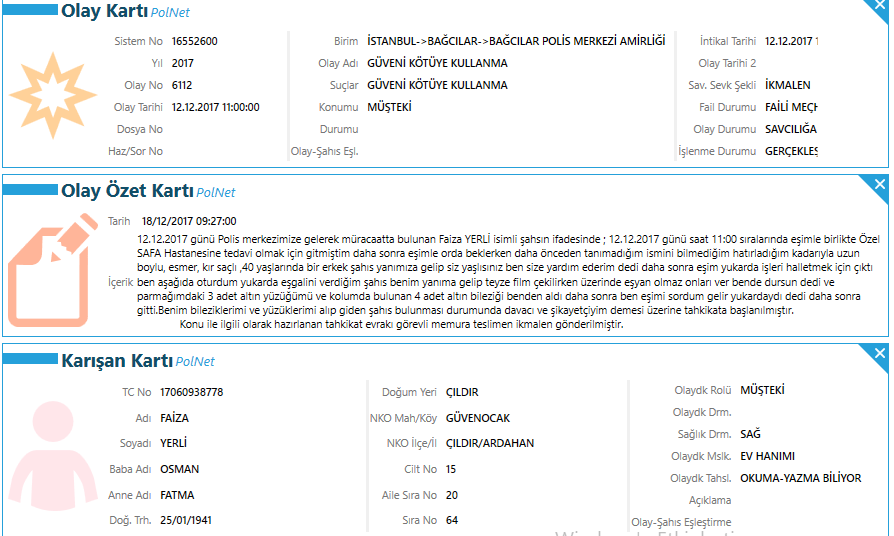 Olay Kartı PolNet
Sistem No 16552600
Yıl 2017
Olay No 6112
Olay Tarihi 12.12.2017 11:00:00
Dosya No
Haz/Sor No
Birim İSTANBUL->BAĞCILAR->BAĞCILAR POLİS MERKEZİ AMİRLİĞİ
Olay Adı GÜVENİ KÖTÜYE KULLANMA
Suçlar GÜVENİ KÖTÜYE KULLANMA
Konumu MÜŞTEKİ
Durumu
Olay-Şahıs Eşl.
İntikal Tarihi 12.12.2017
Olay Tarihi 2
Sav. Sevk Şekli İKMALEN
Fail Durumu FAİLİ MEÇH
Olay Durumu SAVCILIĞA
İşlenme Durumu GERÇEKLEŞ
Olay Özet Kartı PolNet
Tarih 18/12/2017 09:27:00
İçerik
12.12.2017 günü Polis merkezimize gelerek müracaatta bulunan Faiza YERLİ isimli şahsın ifadesinde ; 12.12.2017 günü saat 11:00 sıralarında eşimle birlikte Özel
SAFA Hastanesine tedavi olmak için gitmiştim daha sonra eşimle orda beklerken daha önceden tanımadığım ismini bilmediğim hatırladığım kadarıyla uzun
boylu, esmer, kır saçlı ,40 yaşlarında bir erkek şahıs yanımıza gelip siz yaşlısınız ben size yardım ederim dedi daha sonra eşim yukarda işleri halletmek için çıktı
ben aşağıda oturdum yukarda eşgalini verdiğim şahıs benim yanıma gelip teyze film çekilirken üzerinde eşyan olmaz onları ver bende dursun dedi ve
parmağımdaki 3 adet altın yüzüğümü ve kolumda bulunan 4 adet altın bileziği benden aldı daha sonra ben eşimi sordum gelir yukardaydı dedi daha sonra
gitti.Benim bileziklerimi ve yüzüklerimi alıp giden şahıs bulunması durumunda davacı ve şikayetçiyim demesi üzerine tahkikata başlanılmıştır.
Konu ile ilgili olarak hazırlanan tahkikat evrakı görevli memura teslimen ikmalen gönderilmiştir.
Karışan Kartı PolNet
TC No 17060938778
Adı FAİZA
Soyadı YERLİ
Baba Adı OSMAN
Anne Adı FATMA
Doğ. Trh. 25/01/1941
Doğum Yeri ÇILDIR
NKO Mah/Köy GÜVENOCAK
NKO İlçe/İl ÇILDIR/ARDAHAN
Cilt No 15
Aile Sıra No 20
Sıra No 64
Olaydk Rolü MÜŞTEKİ
Olaydk Drm.
Sağlık Drm. SAĞ
Olaydk Mslk. EV HANIMI
Olaydk Tahsl. OKUMA-YAZMA BİLİYOR
Açıklama
Olay-Şahıs Eşleştirme